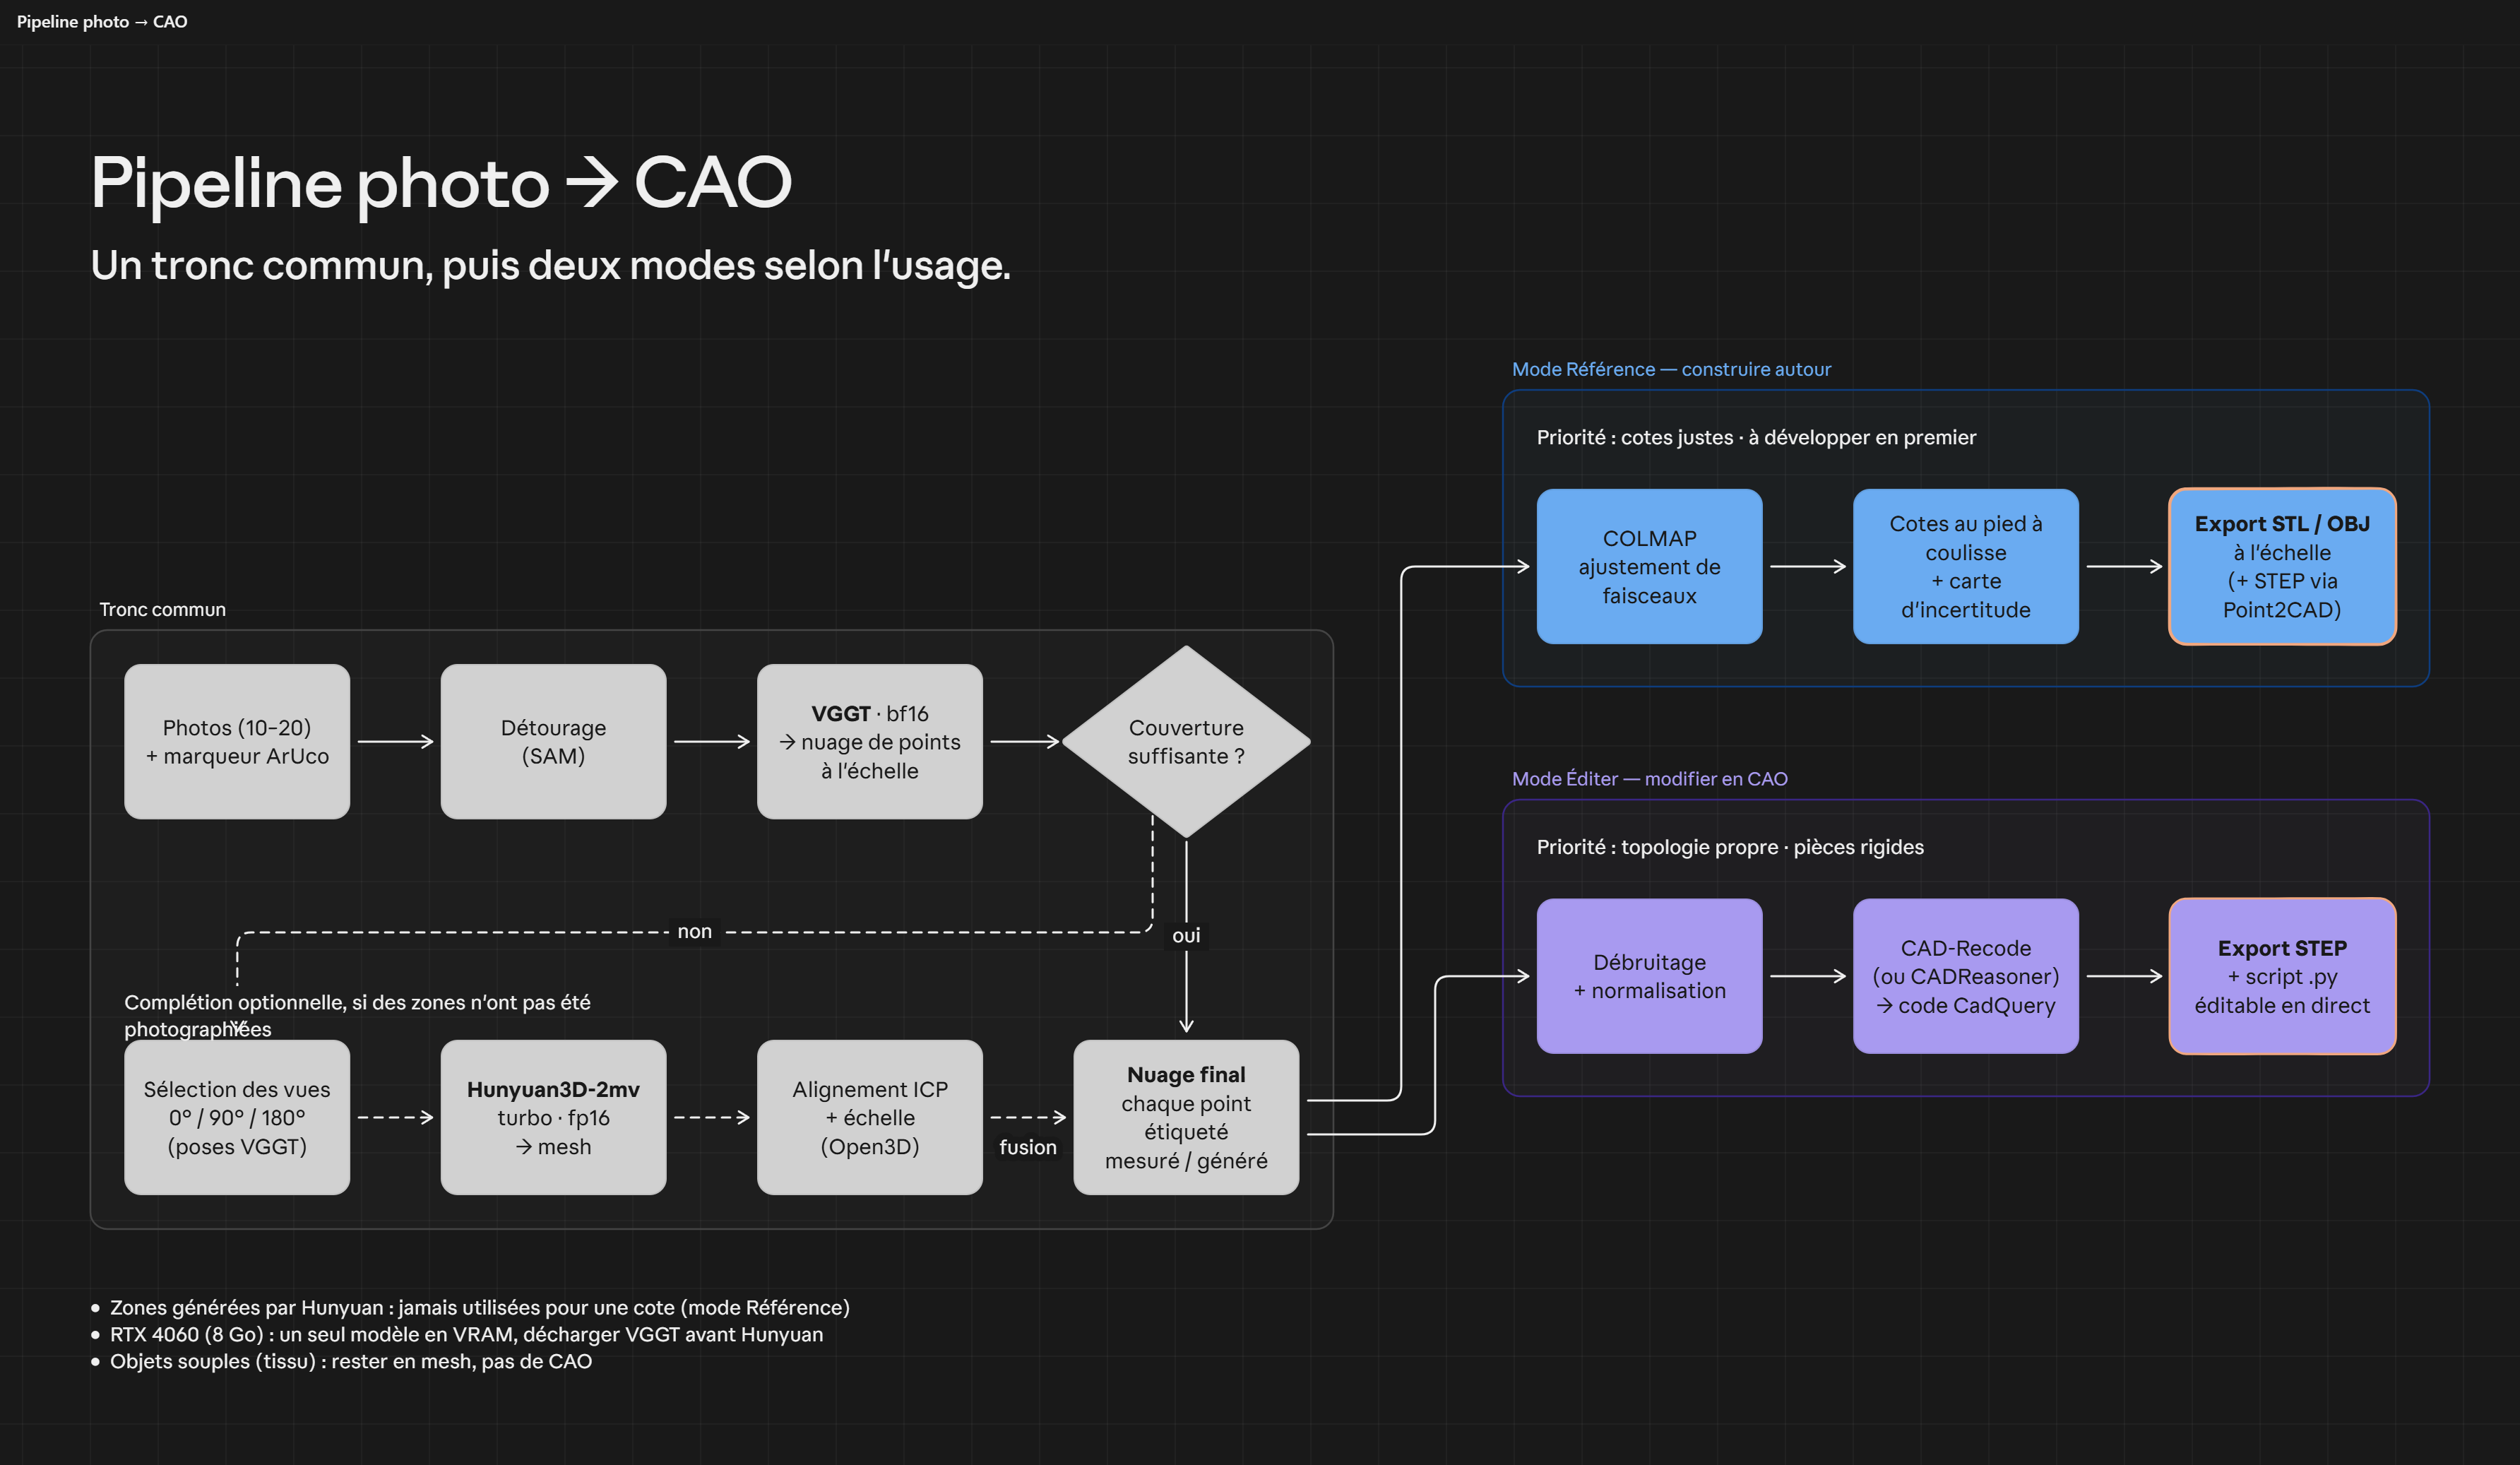 Pipeline photo → CAO
Pipeline photo → CAO
Un tronc commun, puis deux modes selon l'usage.
Tronc commun
Photos (10–20)
+ marqueur ArUco
Détourage
(SAM)
VGGT · bf16
→ nuage de points
à l'échelle
Couverture
suffisante ?
non
oui
Complétion optionnelle, si des zones n'ont pas été
photographiées
Sélection des vues
0° / 90° / 180°
(poses VGGT)
Hunyuan3D-2mv
turbo · fp16
→ mesh
Alignement ICP
+ échelle
(Open3D)
fusion
Nuage final
chaque point
étiqueté
mesuré / généré
Mode Référence — construire autour
Priorité : cotes justes · à développer en premier
COLMAP
ajustement de
faisceaux
Cotes au pied à
coulisse
+ carte
d'incertitude
Export STL / OBJ
à l'échelle
(+ STEP via
Point2CAD)
Mode Éditer — modifier en CAO
Priorité : topologie propre · pièces rigides
Débruitage
+ normalisation
CAD-Recode
(ou CADReasoner)
→ code CadQuery
Export STEP
+ script .py
éditable en direct
• Zones générées par Hunyuan : jamais utilisées pour une cote (mode Référence)
• RTX 4060 (8 Go) : un seul modèle en VRAM, décharger VGGT avant Hunyuan
• Objets souples (tissu) : rester en mesh, pas de CAO